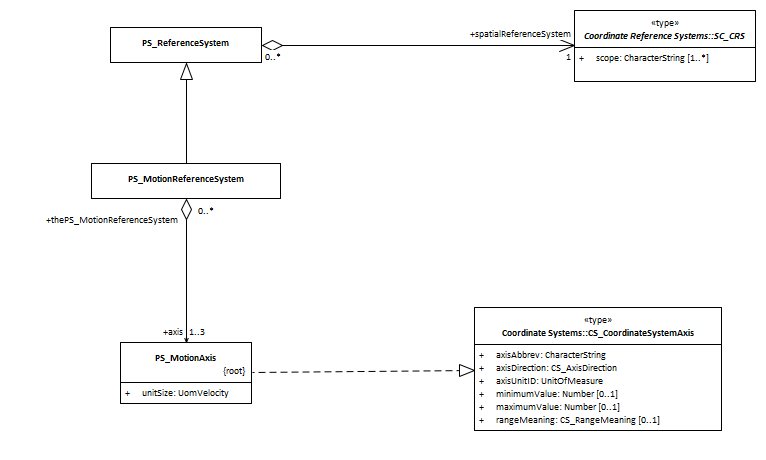 PS_ReferenceSystem
0..*
+spatialReferenceSystem
1
«type»
Coordinate Reference Systems::SC_CRS
+ scope: CharacterString [1..*]
PS_MotionReferenceSystem
+thePS_MotionReferenceSystem
0..*
+axis 1..3
PS_MotionAxis
{root}
+ unitSize: UomVelocity
«type»
Coordinate Systems::CS_CoordinateSystemAxis
+ axisAbbrev: CharacterString
+ axisDirection: CS_AxisDirection
+ axisUnitID: UnitOfMeasure
+ minimumValue: Number [0..1]
+ maximumValue: Number [0..1]
+ rangeMeaning: CS_RangeMeaning [0..1]